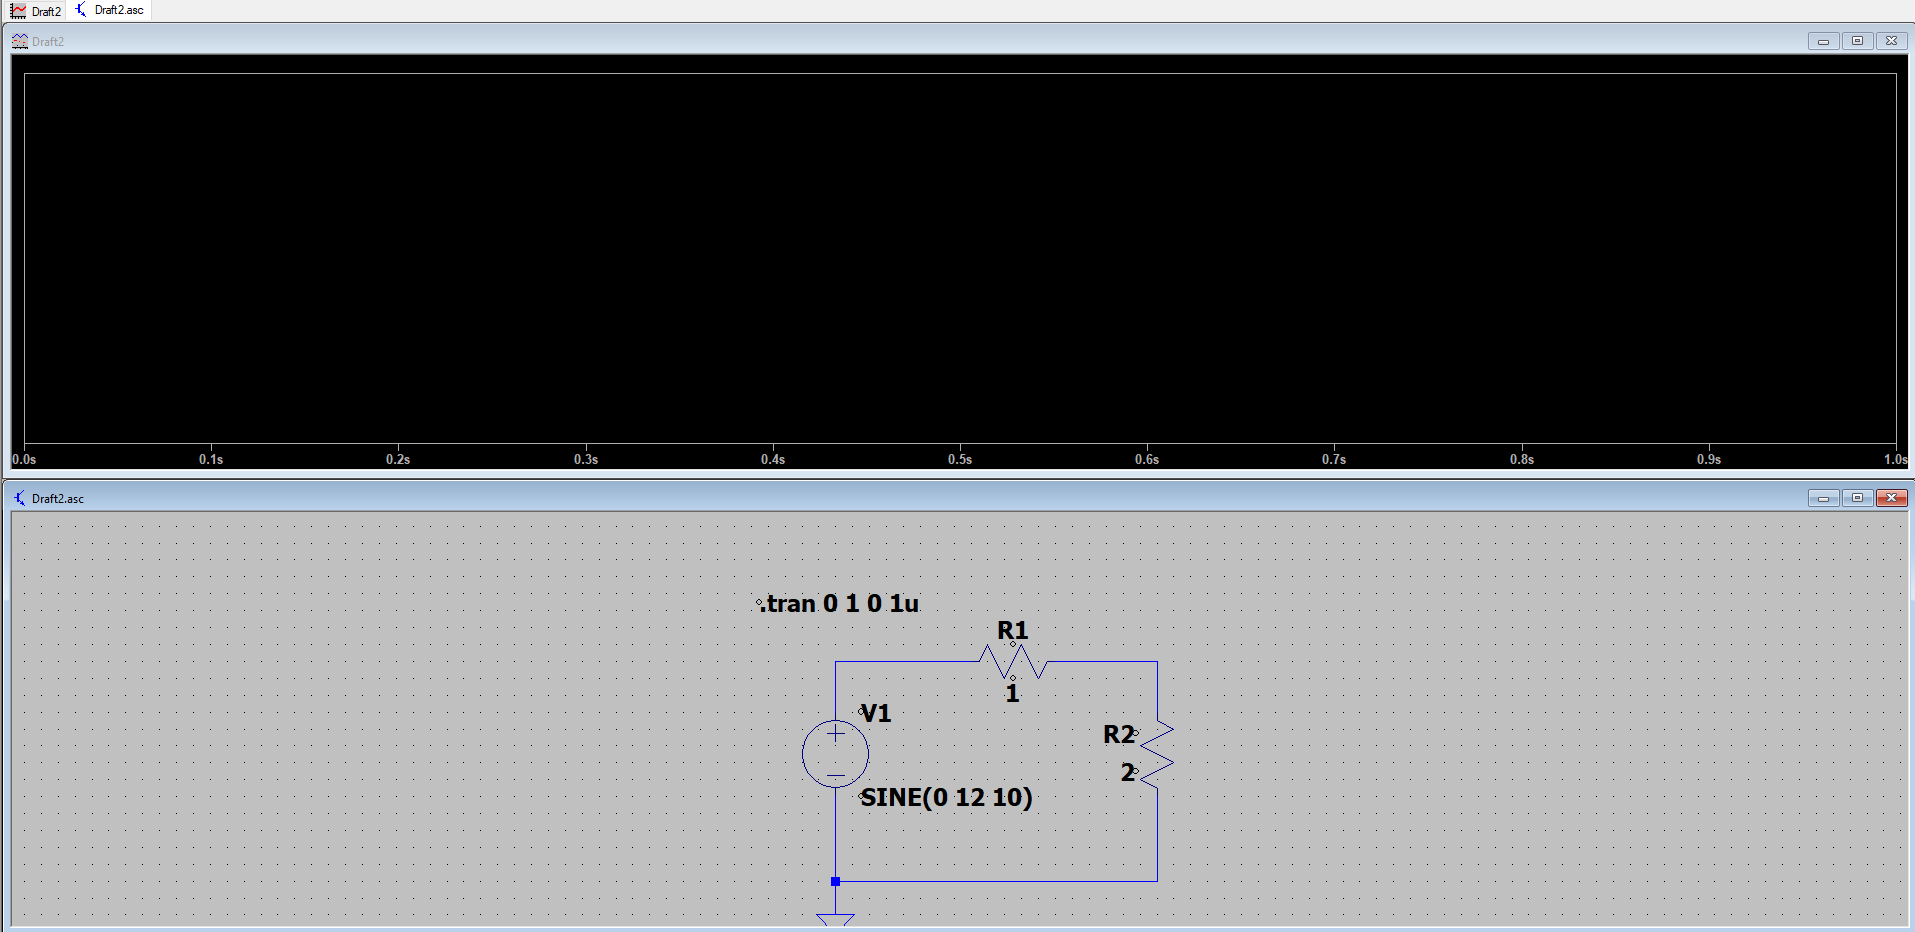 Draft2 Draft2.asc
Draft2
0.0s 0.1s 0.2s 0.3s 0.4s 0.5s 0.6s 0.7s 0.8s 0.9s 1.0s
Draft2.asc
.tran 0 1 0 1u
R1
1
V1
R2
2
SINE(0 12 10)